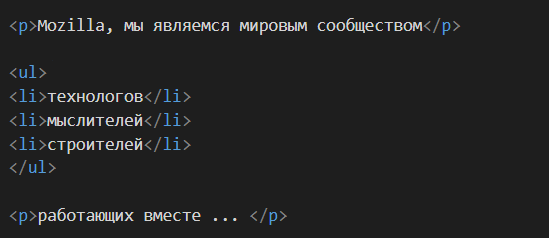 <p>Mozilla, мы являемся мировым сообществом</p>
<ul>
<li>технологов</li>
<li>мыслителей</li>
<li>строителей</li>
</ul>
<p>работающих вместе ... </p>